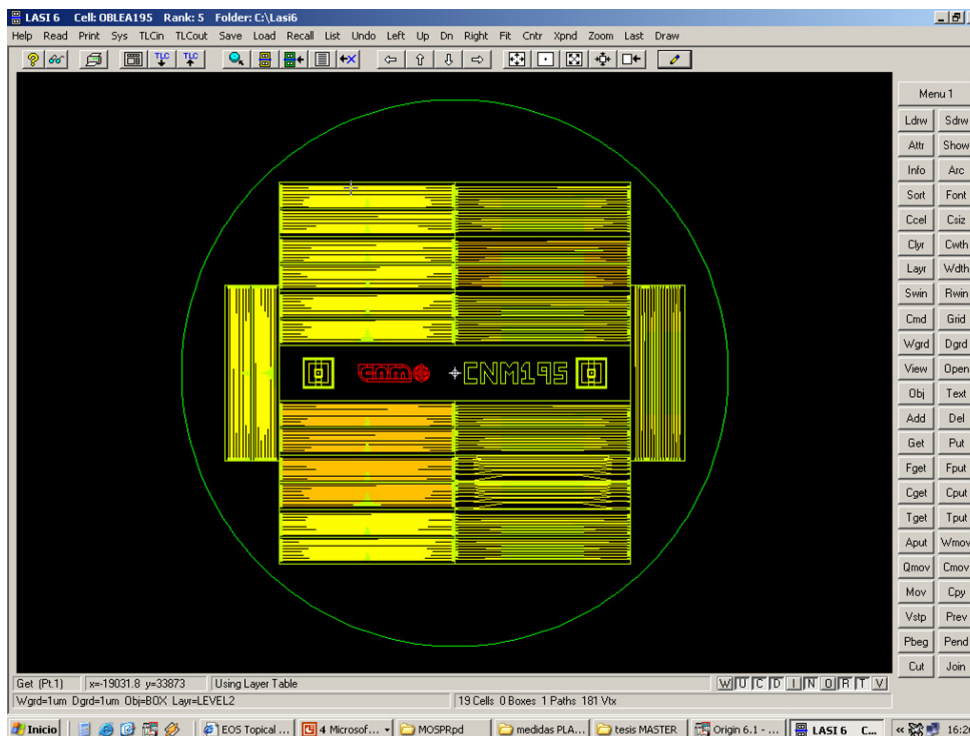 LASI 6 Cell: OBLEA195 Rank: 5 Folder: C:\Lasi6
Help Read Print Sys TLCin TLCout Save Load Recall List Undo Left Up Dn Right Fit Cntr Xpnd Zoom Last Draw
TLC TLC
Menu 1
Ldrw Sdrw
Attr Show
Info Arc
Sort Font
Ccel Csiz
Clyr Cwth
Layr Wdth
Swin Rwin
Cmd Grid
Wgrd Dgrd
View Open
Obj Text
Add Del
Get Put
Fget Fput
Cget Cput
Tget Tput
Aput Wmov
Qmov Cmov
Mov Cpy
Vstp Prev
Pbeg Pend
Cut Join
cnm CNM195
Get (Pt.1) x=-19031.8 y=33873 Using Layer Table W U C D I N O R T V
Wgrd=1um Dgrd=1um Obj=BOX Layr=LEVEL2 19 Cells 0 Boxes 1 Paths 181 Vtx
Inicio EOS Topical ... 4 Microsof... MOSPRpd medidas PLA... tesis MASTER Origin 6.1 - ... LASI 6 C... « 16:2